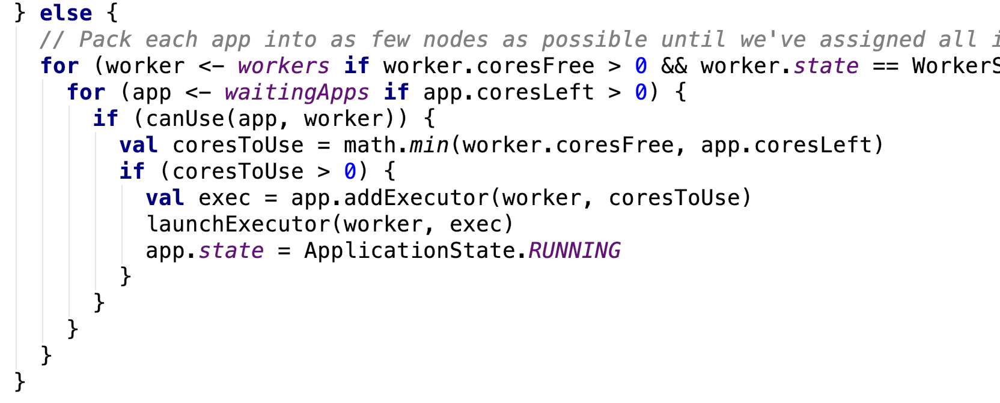 } else {
// Pack each app into as few nodes as possible until we've assigned all i
for (worker <- workers if worker.coresFree > 0 && worker.state == WorkerS
for (app <- waitingApps if app.coresLeft > 0) {
if (canUse(app, worker)) {
val coresToUse = math.min(worker.coresFree, app.coresLeft)
if (coresToUse > 0) {
val exec = app.addExecutor(worker, coresToUse)
launchExecutor(worker, exec)
app.state = ApplicationState.RUNNING
}
}
}
}
}